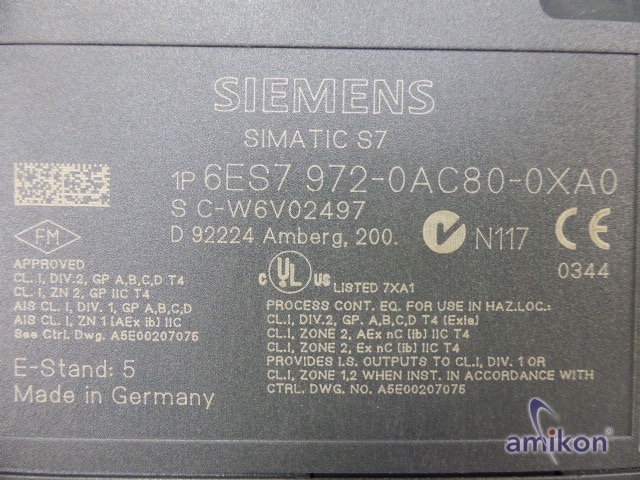 SIEMENS
SIMATIC S7
1P 6ES7 972-0AC80-0XA0
S C-W6V02497
D 92224 Amberg, 200.
N117
CE
0344
FM
APPROVED
CL. I, DIV. 2, GP A,B,C,D T4
CL. I, ZN 2, GP IIC T4
AIS CL. I, DIV. 1, GP A,B,C,D
AIS CL. I, ZN 1 [AEx ib] IIC
See Ctrl. Dwg. A5E00207075
E-Stand: 5
Made in Germany
c UL us LISTED 7XA1
PROCESS CONT. EQ. FOR USE IN HAZ.LOC.:
CL.I, DIV.2, GP. A,B,C,D T4 (Exla)
CL.I, ZONE 2, AEx nC [ib] IIC T4
CL.I, ZONE 2, Ex nC [ib] IIC T4
PROVIDES I.S. OUTPUTS TO CL.I, DIV. 1 OR
CL.I, ZONE 1,2 WHEN INST. IN ACCORDANCE WITH
CTRL. DWG. NO. A5E00207075
amikon